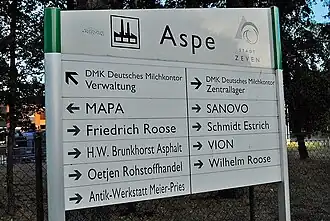 Aspe
STADT
ZEVEN
DMK Deutsches Milchkontor
Verwaltung
MAPA
Friedrich Roose
H.W. Brunkhorst Asphalt
Oetjen Rohstoffhandel
Antik-Werkstatt Meier-Pries
DMK Deutsches Milchkontor
Zentrallager
SANOVO
Schmidt Estrich
VION
Wilhelm Roose